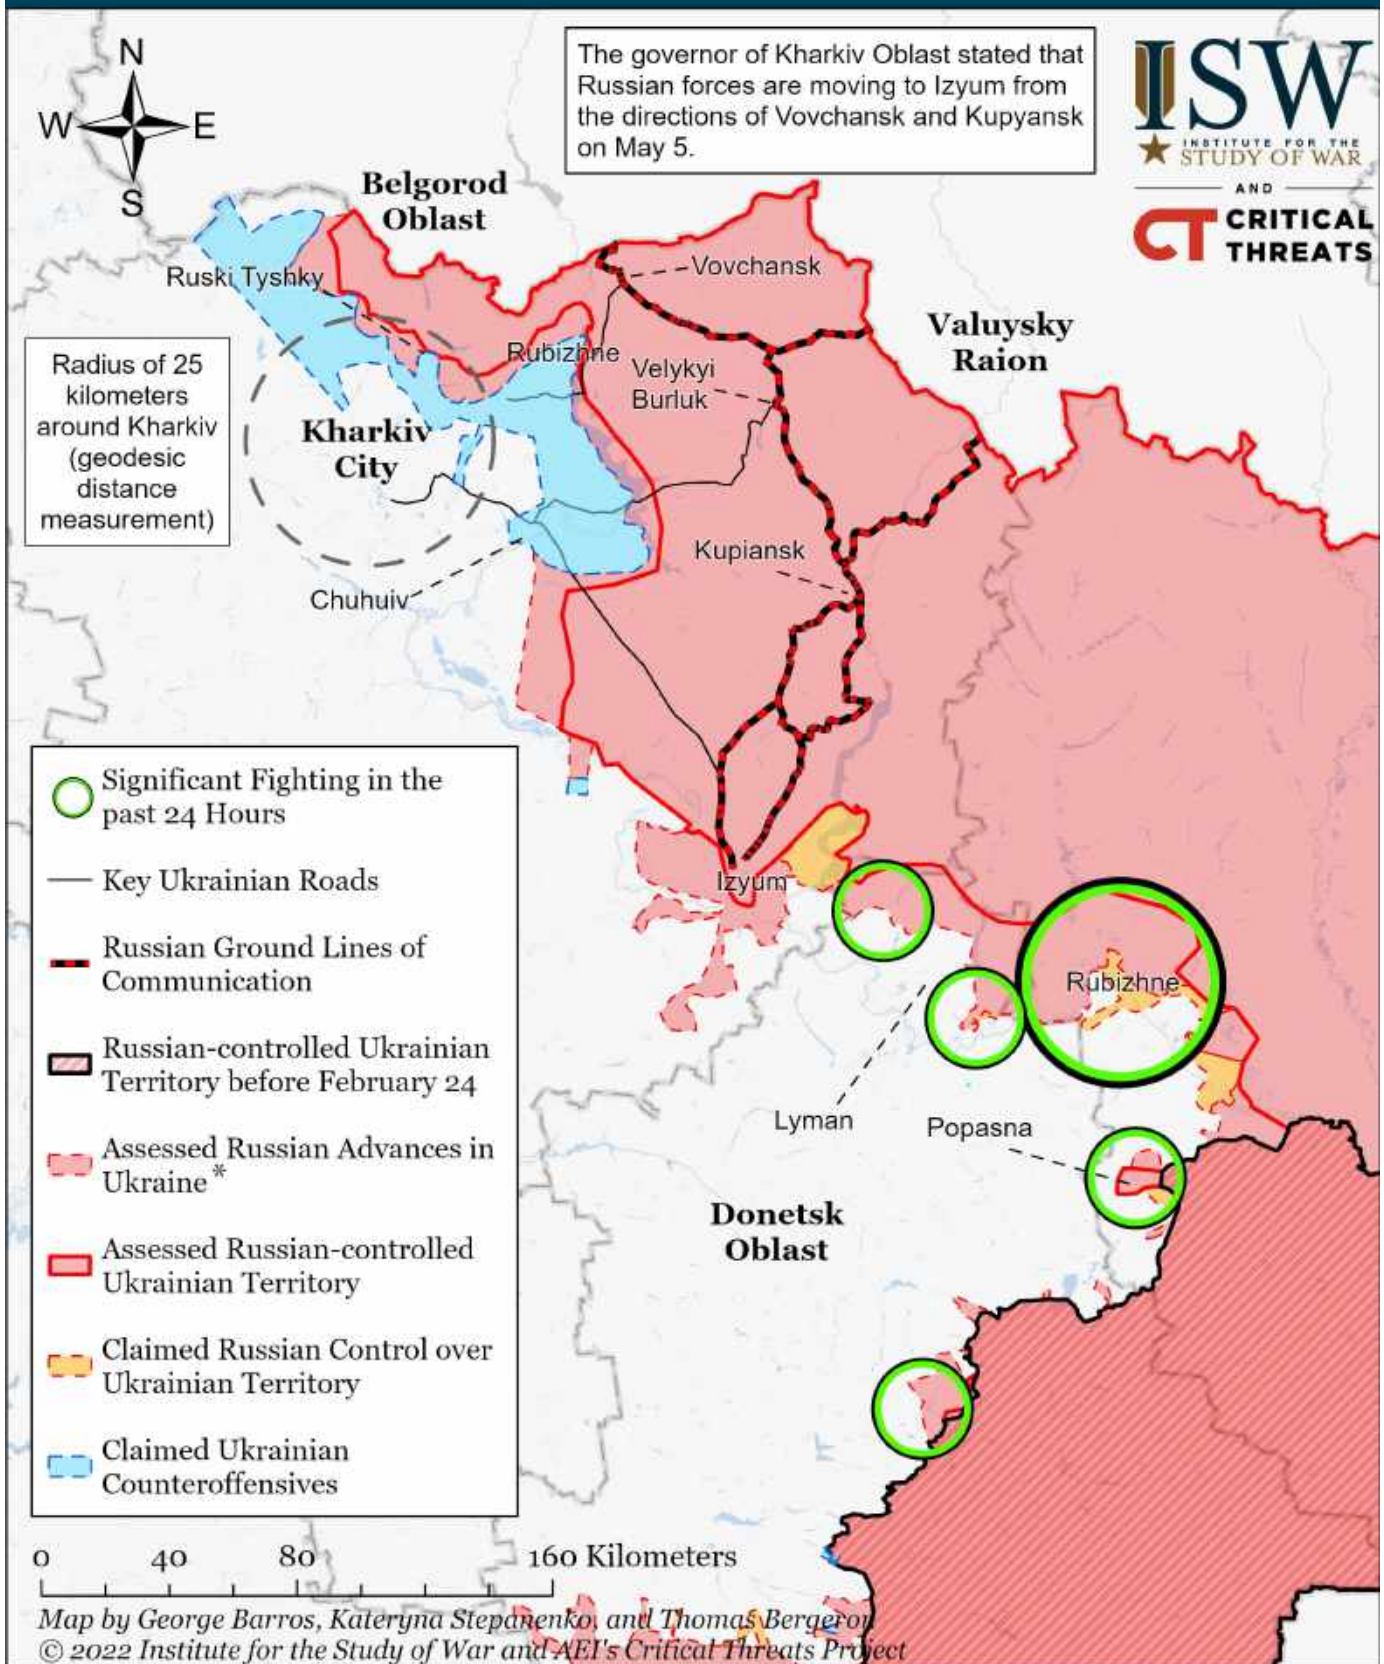 N
W
E
S
The governor of Kharkiv Oblast stated that
Russian forces are moving to Izyum from
the directions of Vovchansk and Kupyansk
on May 5.
ISW
INSTITUTE FOR THE
STUDY OF WAR
AND
CT CRITICAL
THREATS
Belgorod
Oblast
Ruski Tyshky
Vovchansk
Valuysky
Raion
Radius of 25
kilometers
around Kharkiv
(geodesic
distance
measurement)
Rubizhne
Velykyi
Burluk
Kharkiv
City
Kupiansk
Chuhuiv
Izyum
Rubizhne
Lyman
Popasna
Donetsk
Oblast
Significant Fighting in the
past 24 Hours
Key Ukrainian Roads
Russian Ground Lines of
Communication
Russian-controlled Ukrainian
Territory before February 24
Assessed Russian Advances in
Ukraine*
Assessed Russian-controlled
Ukrainian Territory
Claimed Russian Control over
Ukrainian Territory
Claimed Ukrainian
Counteroffensives
0 40 80 160 Kilometers
Map by George Barros, Kateryna Stepanenko, and Thomas Bergeron
© 2022 Institute for the Study of War and AEI's Critical Threats Project